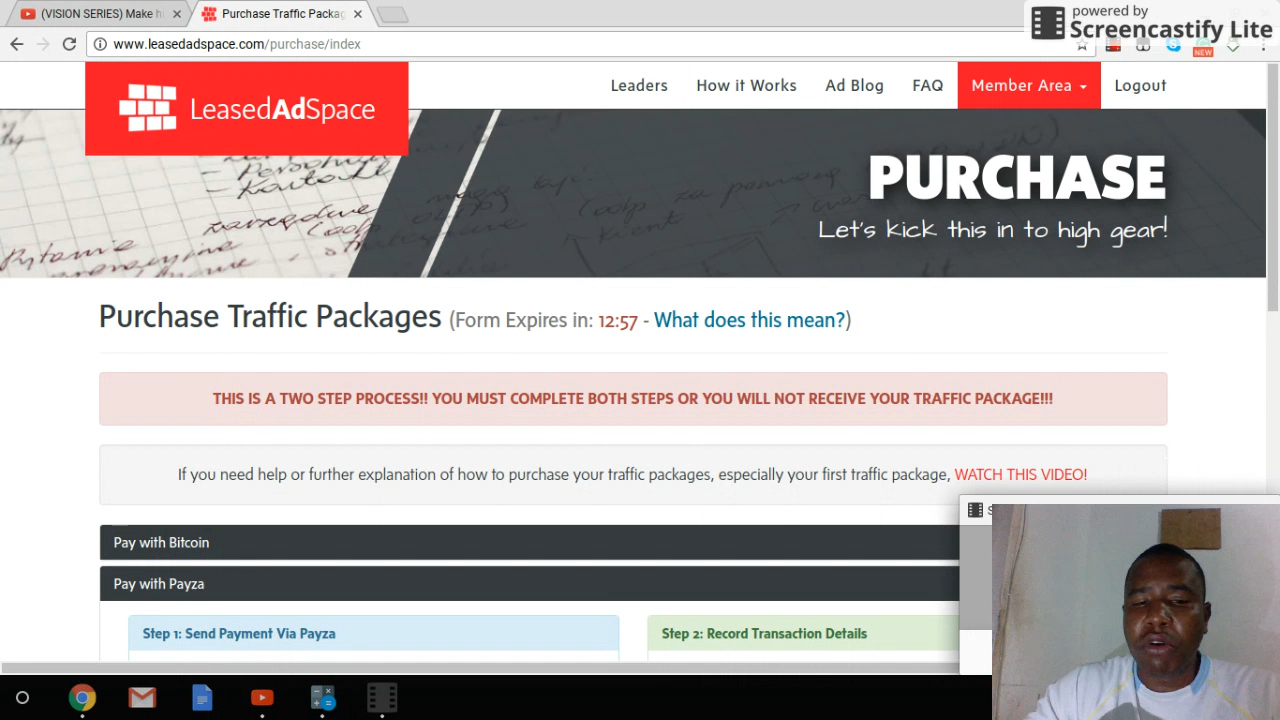 (VISION SERIES) Make h
Purchase Traffic Packag
powered by
Screencastify Lite
www.leasedadspace.com/purchase/index
NEW
LeasedAdSpace
Leaders
How it Works
Ad Blog
FAQ
Member Area
Logout
PURCHASE
Let's kick this in to high gear!
Purchase Traffic Packages (Form Expires in: 12:57 - What does this mean?)
THIS IS A TWO STEP PROCESS!! YOU MUST COMPLETE BOTH STEPS OR YOU WILL NOT RECEIVE YOUR TRAFFIC PACKAGE!!!
If you need help or further explanation of how to purchase your traffic packages, especially your first traffic package, WATCH THIS VIDEO!
Pay with Bitcoin
Pay with Payza
Step 1: Send Payment Via Payza
Step 2: Record Transaction Details